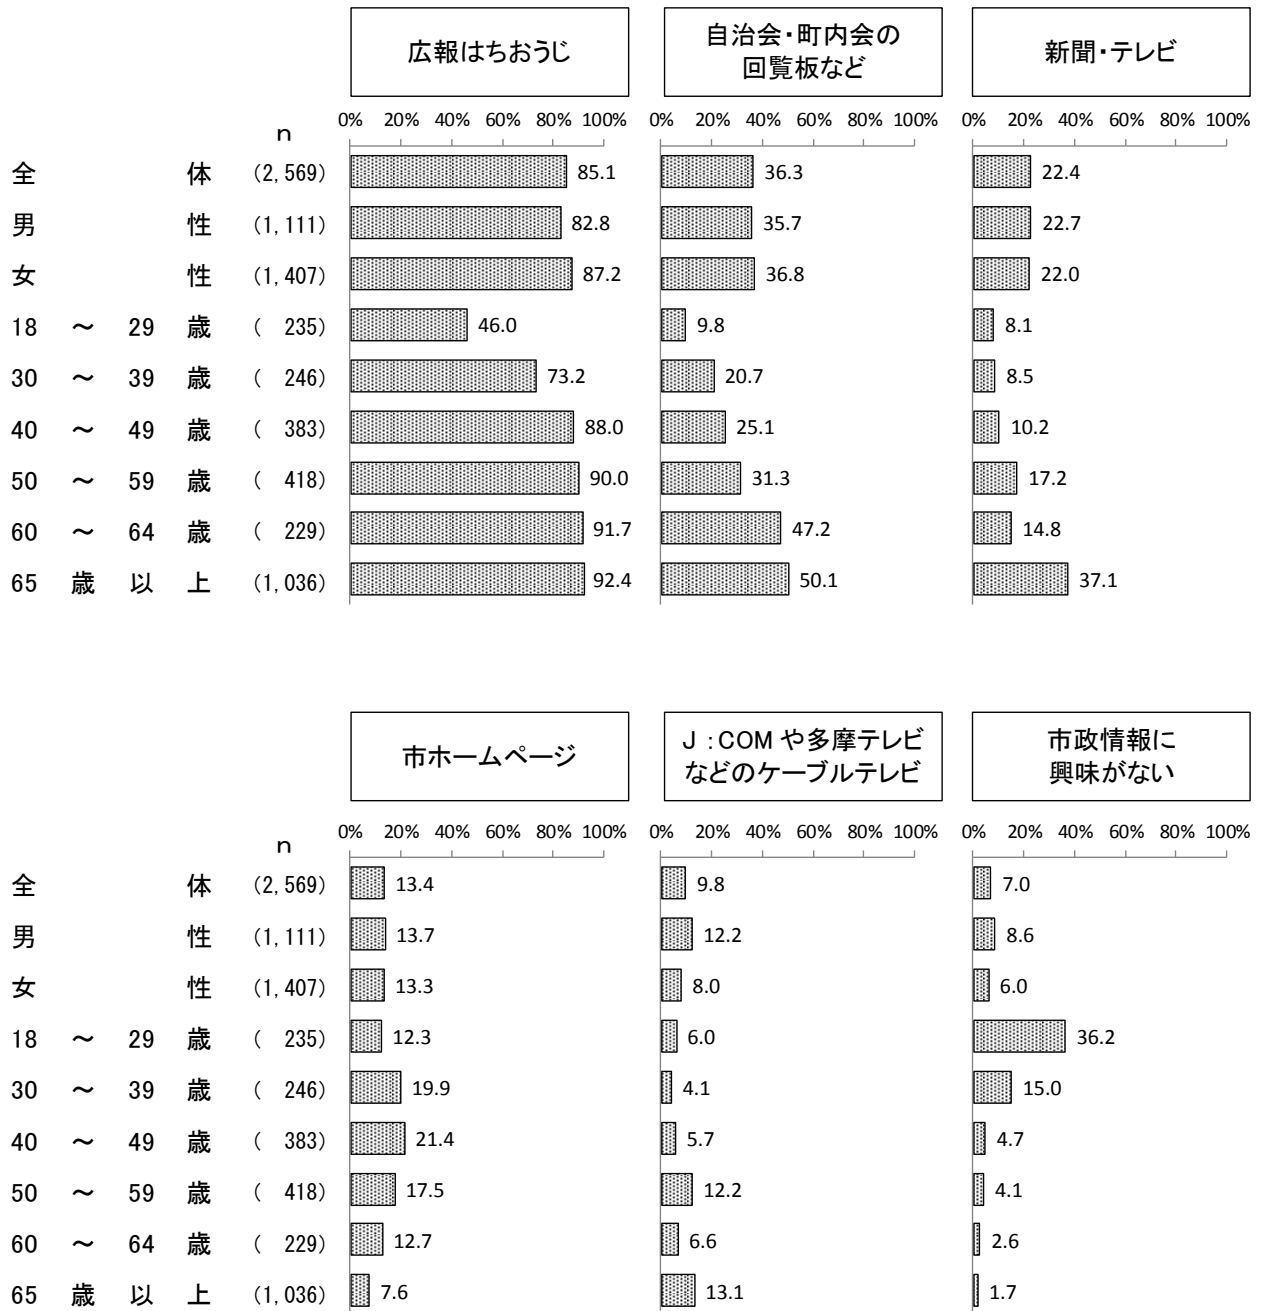 広報はちおうじ
自治会・町内会の
回覧板など
新聞・テレビ
0% 20% 40% 60% 80% 100% 0% 20% 40% 60% 80% 100% 0% 20% 40% 60% 80% 100%
n
全体 (2,569) 85.1 36.3 22.4
男性 (1,111) 82.8 35.7 22.7
女性 (1,407) 87.2 36.8 22.0
18 ～ 29 歳 ( 235) 46.0 9.8 8.1
30 ～ 39 歳 ( 246) 73.2 20.7 8.5
40 ～ 49 歳 ( 383) 88.0 25.1 10.2
50 ～ 59 歳 ( 418) 90.0 31.3 17.2
60 ～ 64 歳 ( 229) 91.7 47.2 14.8
65 歳 以 上 (1,036) 92.4 50.1 37.1
市ホームページ
J：COM や多摩テレビ
などのケーブルテレビ
市政情報に
興味がない
0% 20% 40% 60% 80% 100% 0% 20% 40% 60% 80% 100% 0% 20% 40% 60% 80% 100%
n
全体 (2,569) 13.4 9.8 7.0
男性 (1,111) 13.7 12.2 8.6
女性 (1,407) 13.3 8.0 6.0
18 ～ 29 歳 ( 235) 12.3 6.0 36.2
30 ～ 39 歳 ( 246) 19.9 4.1 15.0
40 ～ 49 歳 ( 383) 21.4 5.7 4.7
50 ～ 59 歳 ( 418) 17.5 12.2 4.1
60 ～ 64 歳 ( 229) 12.7 6.6 2.6
65 歳 以 上 (1,036) 7.6 13.1 1.7